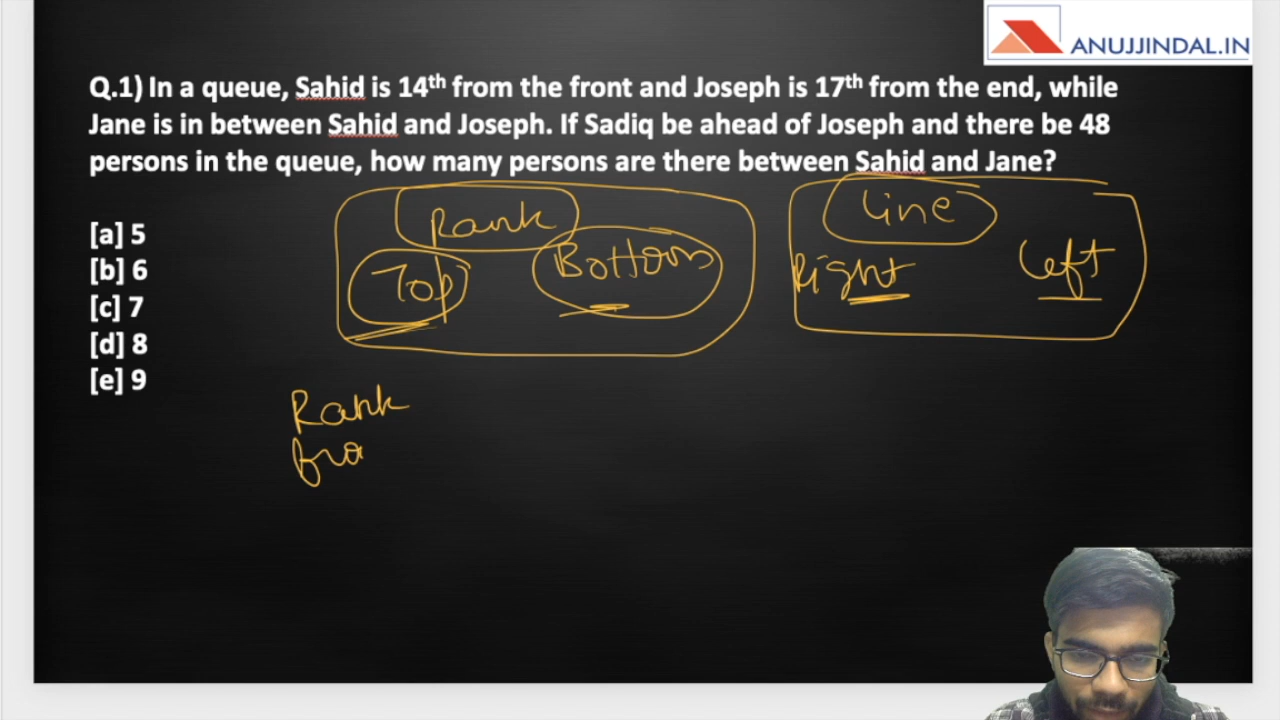 ANUJJINDAL.IN
Q.1) In a queue, Sahid is 14th from the front and Joseph is 17th from the end, while
Jane is in between Sahid and Joseph. If Sadiq be ahead of Joseph and there be 48
persons in the queue, how many persons are there between Sahid and Jane?
[a] 5
[b] 6
[c] 7
[d] 8
[e] 9
Rank
Top Bottom
Line
Right Left
Rank
fro